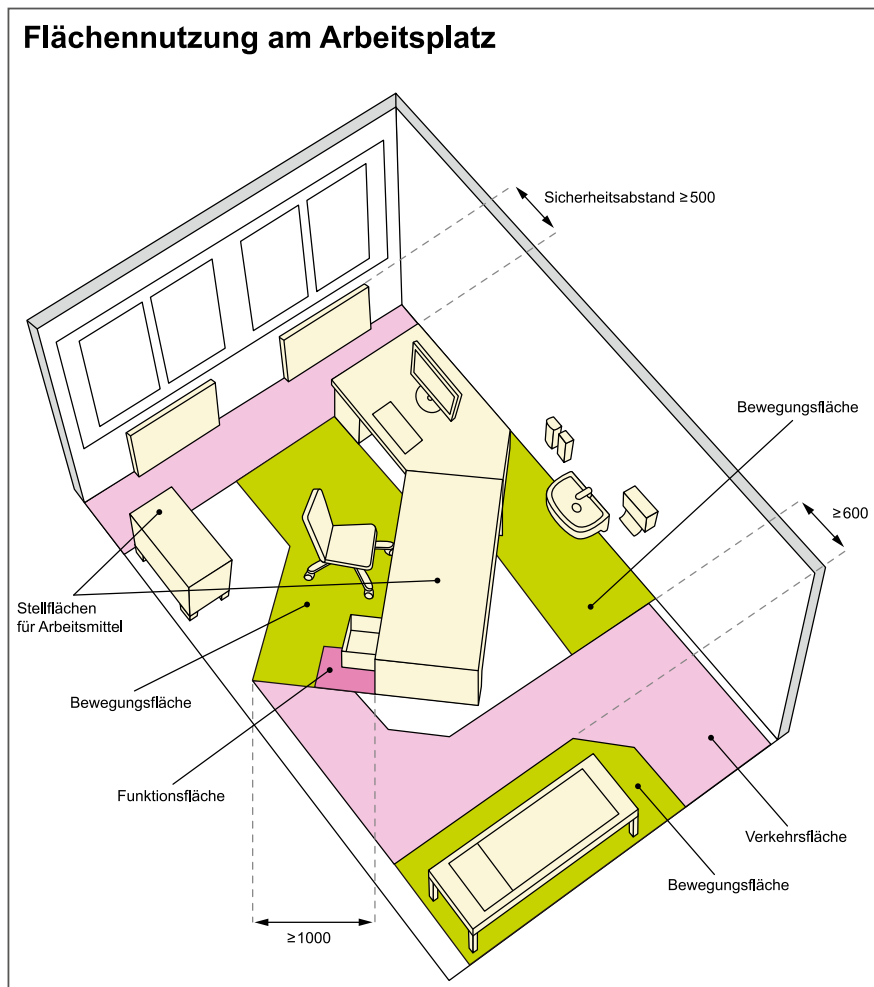 Flächennutzung am Arbeitsplatz
Sicherheitsabstand ≥500
Bewegungsfläche
≥600
Stellflächen
für Arbeitsmittel
Bewegungsfläche
Funktionsfläche
Verkehrsfläche
Bewegungsfläche
≥1000